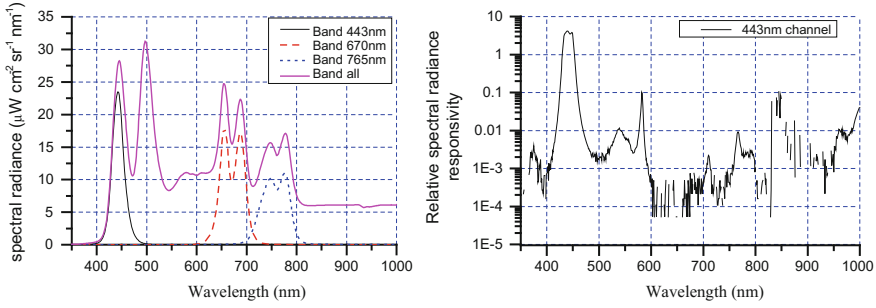 35
30
25
20
15
10
5
0
400
500
600
700
800
900
1000
Wavelength (nm)
spectral radiance (μW cm² sr⁻¹ nm⁻¹)
Band 443nm
Band 670nm
Band 765nm
Band all
10
1
0.1
0.01
1E-3
1E-4
1E-5
400
500
600
700
800
900
1000
Wavelength (nm)
Relative spectral radiance
responsivity
443nm channel